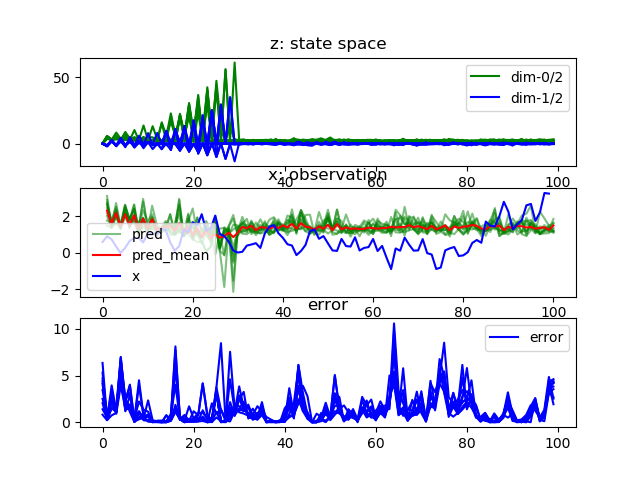 z: state space
50
0
dim-0/2
dim-1/2
0 20 40 60 80 100
x: observation
2
0
−2
pred
pred_mean
x
0 20 40 60 80 100
error
10
5
0
error
0 20 40 60 80 100